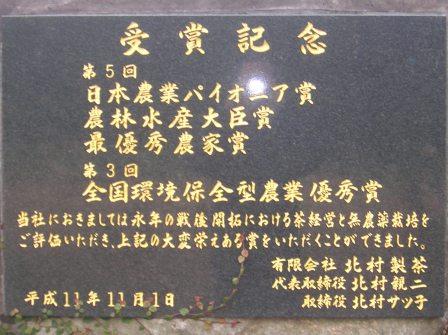 受賞記念
第5回
日本農業パイオニア賞
農林水産大臣賞
最優秀農家賞
第3回
全国環境保全型農業優秀賞
当社におきましては永年の戦後開拓における茶経営と無農薬栽培を
ご評価いただき、上記の大変栄えある賞をいただくことができました。
有限会社 北村製茶
代表取締役 北村親二
取締役 北村サツ子
平成11年11月1日